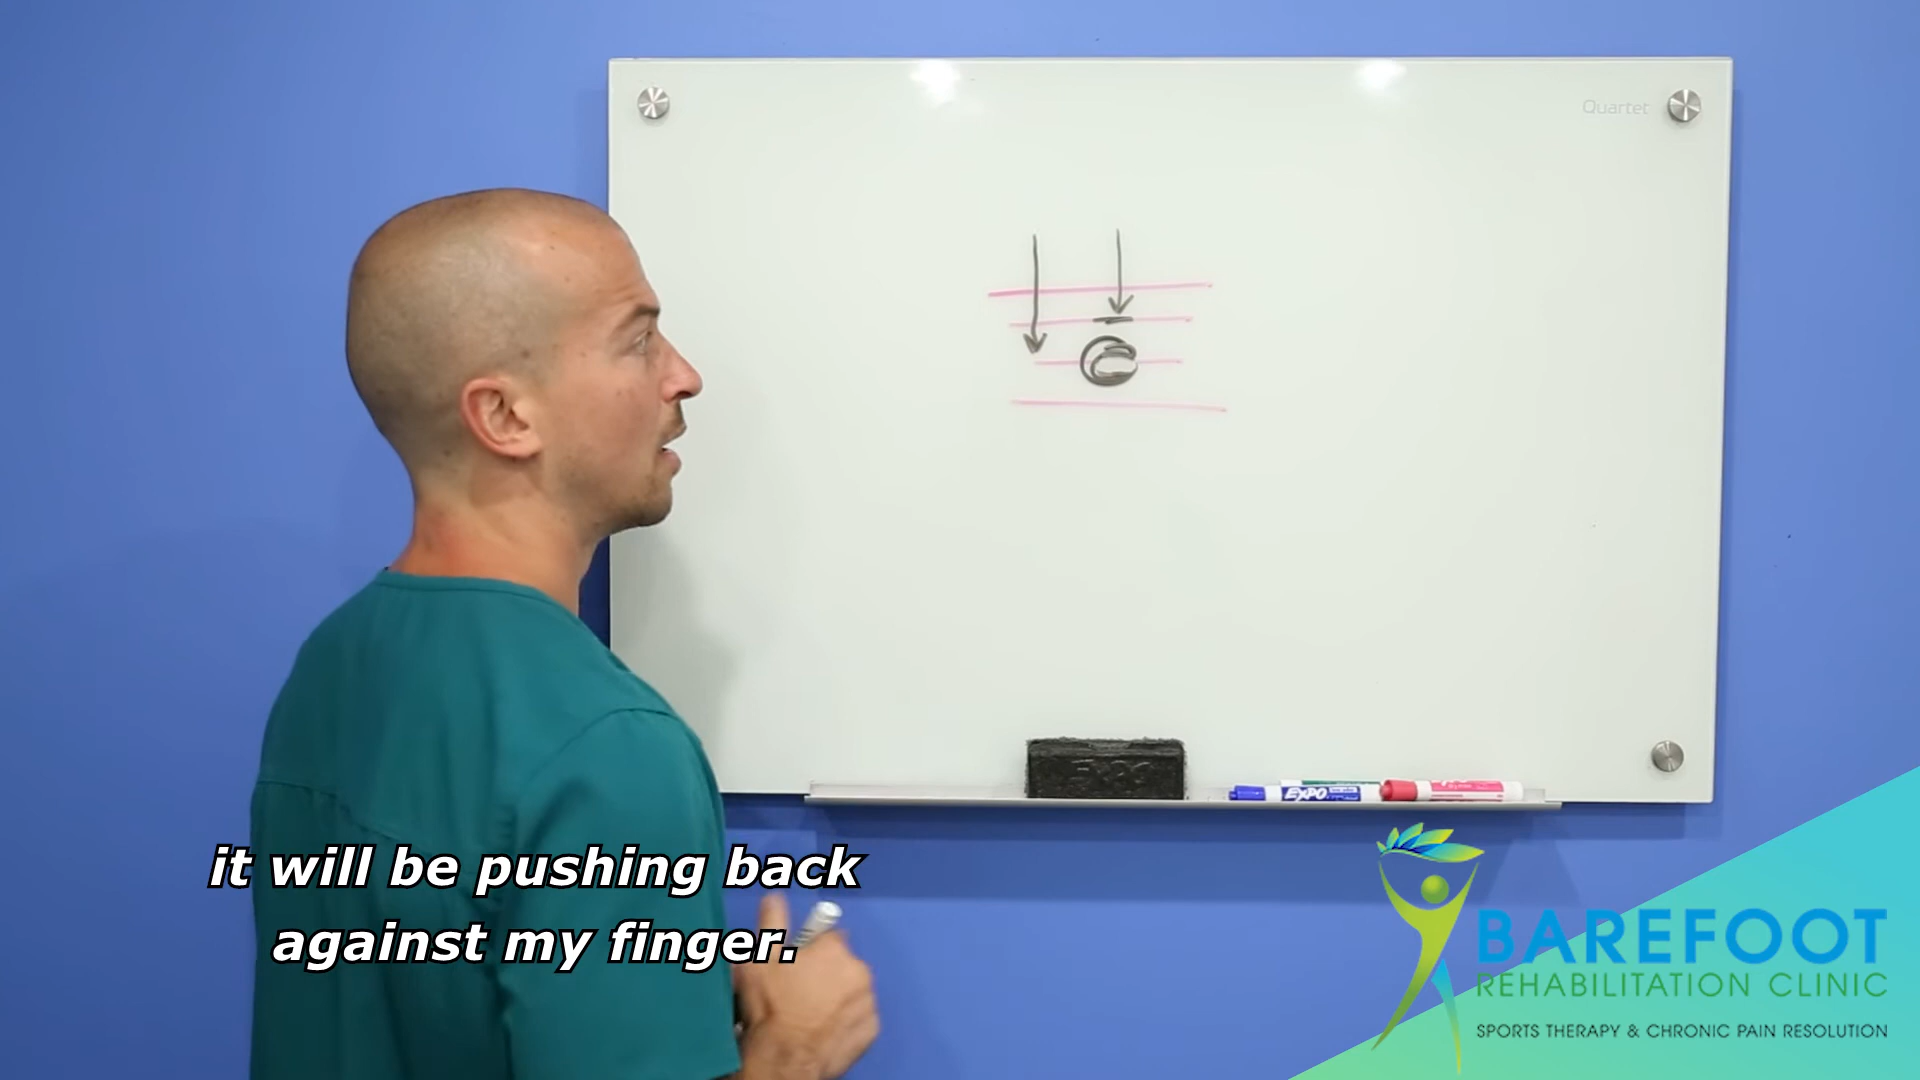 Quartet
EXPO
it will be pushing back
against my finger.
BAREFOOT
REHABILITATION CLINIC
SPORTS THERAPY & CHRONIC PAIN RESOLUTION